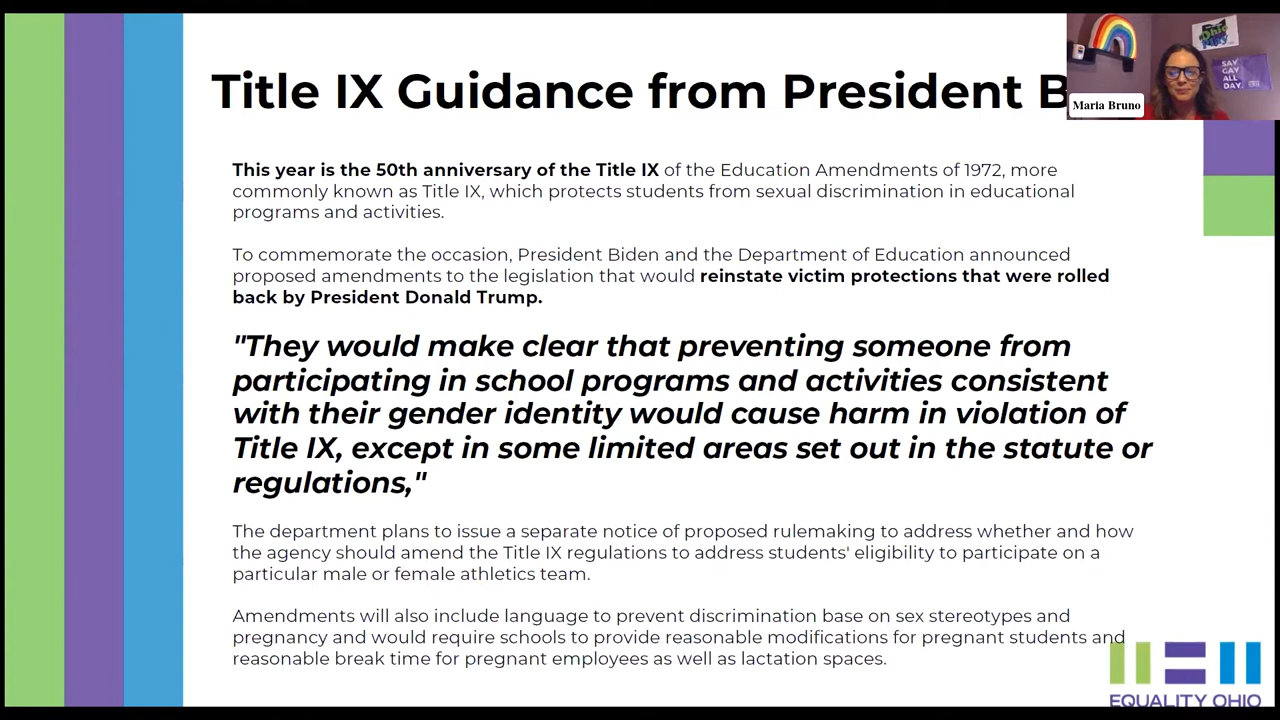 Title IX Guidance from President B
Ohio
SAY
GAY
ALL
DAY.
Maria Bruno
This year is the 50th anniversary of the Title IX of the Education Amendments of 1972, more
commonly known as Title IX, which protects students from sexual discrimination in educational
programs and activities.
To commemorate the occasion, President Biden and the Department of Education announced
proposed amendments to the legislation that would reinstate victim protections that were rolled
back by President Donald Trump.
"They would make clear that preventing someone from
participating in school programs and activities consistent
with their gender identity would cause harm in violation of
Title IX, except in some limited areas set out in the statute or
regulations,"
The department plans to issue a separate notice of proposed rulemaking to address whether and how
the agency should amend the Title IX regulations to address students' eligibility to participate on a
particular male or female athletics team.
Amendments will also include language to prevent discrimination base on sex stereotypes and
pregnancy and would require schools to provide reasonable modifications for pregnant students and
reasonable break time for pregnant employees as well as lactation spaces.
EQUALITY OHIO